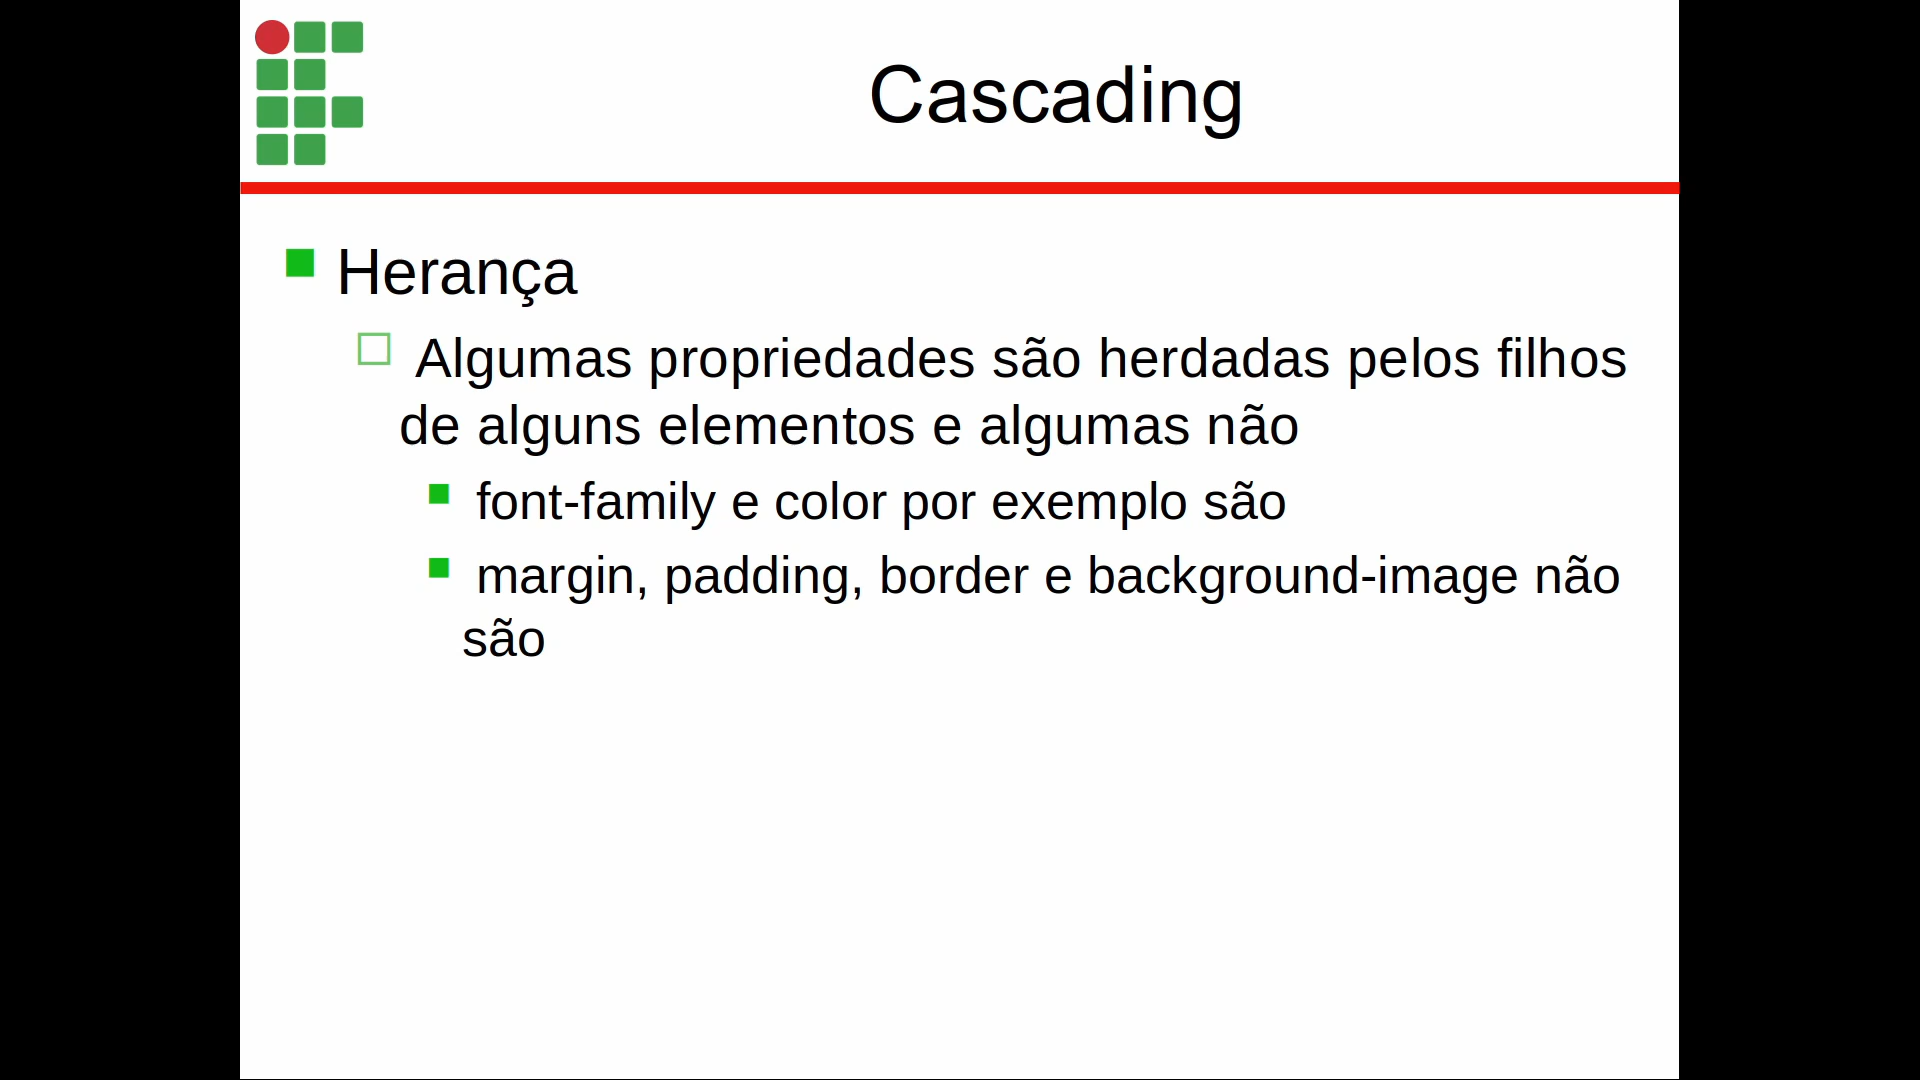 Cascading
Herança
Algumas propriedades são herdadas pelos filhos
de alguns elementos e algumas não
font-family e color por exemplo são
margin, padding, border e background-image não
são